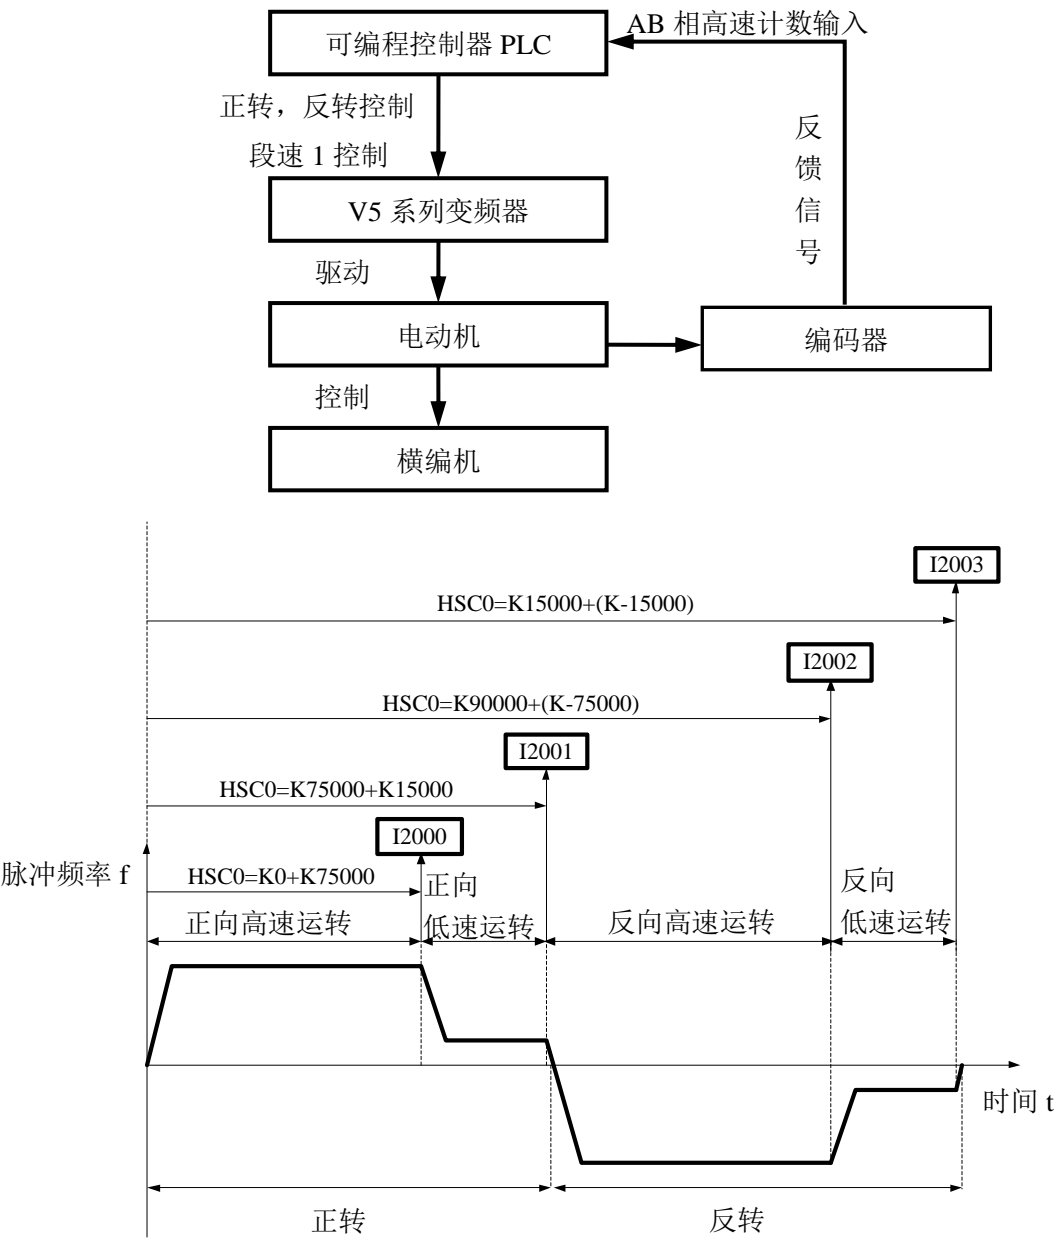 AB 相高速计数输入
可编程控制器 PLC
正转，反转控制
段速 1 控制
反
馈
信
号
V5 系列变频器
驱动
电动机
编码器
控制
横编机
I2003
HSC0=K15000+(K-15000)
I2002
HSC0=K90000+(K-75000)
I2001
HSC0=K75000+K15000
I2000
脉冲频率 f
HSC0=K0+K75000
正向
反向
正向高速运转
低速运转
反向高速运转
低速运转
时间 t
正转
反转